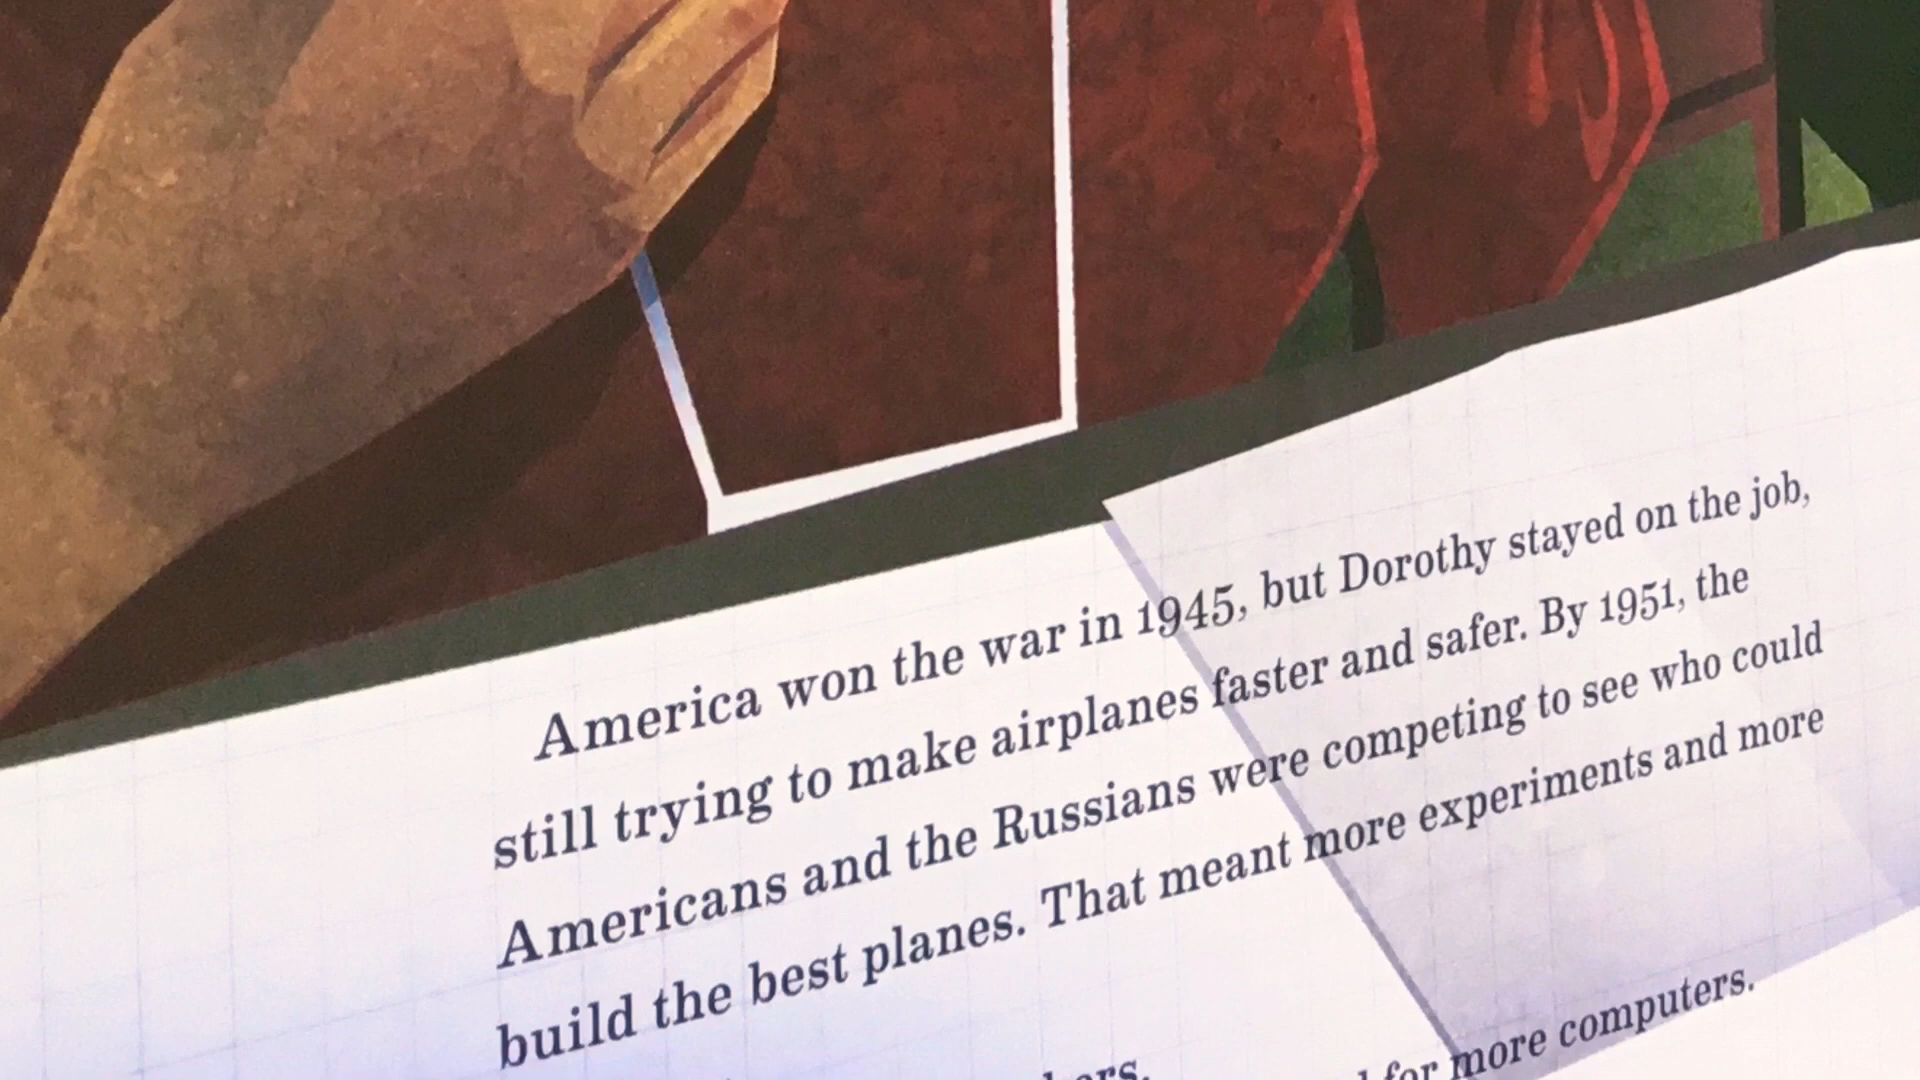 America won the war in 1945, but Dorothy stayed on the job,
still trying to make airplanes faster and safer. By 1951, the
Americans and the Russians were competing to see who could
build the best planes. That meant more experiments and more
for more computers.